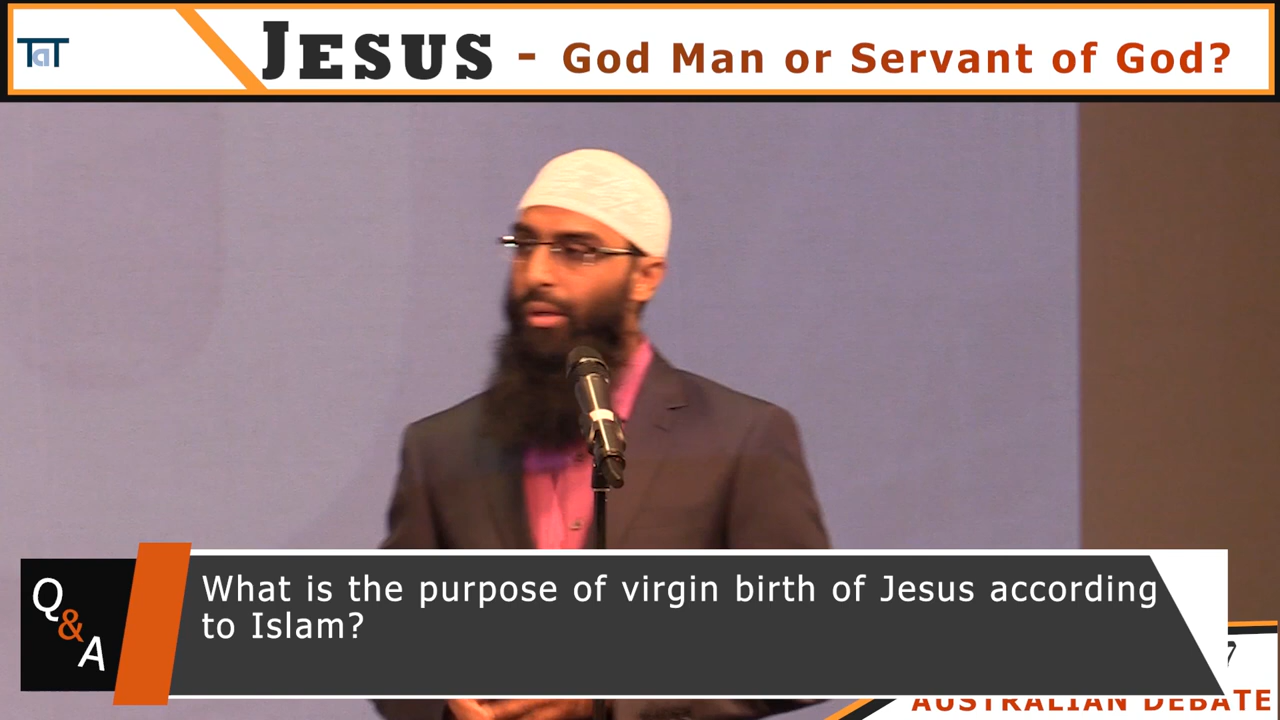 TaT
JESUS - God Man or Servant of God?
Q
&
A
What is the purpose of virgin birth of Jesus according
to Islam?
7
AUSTRALIAN DEBATE